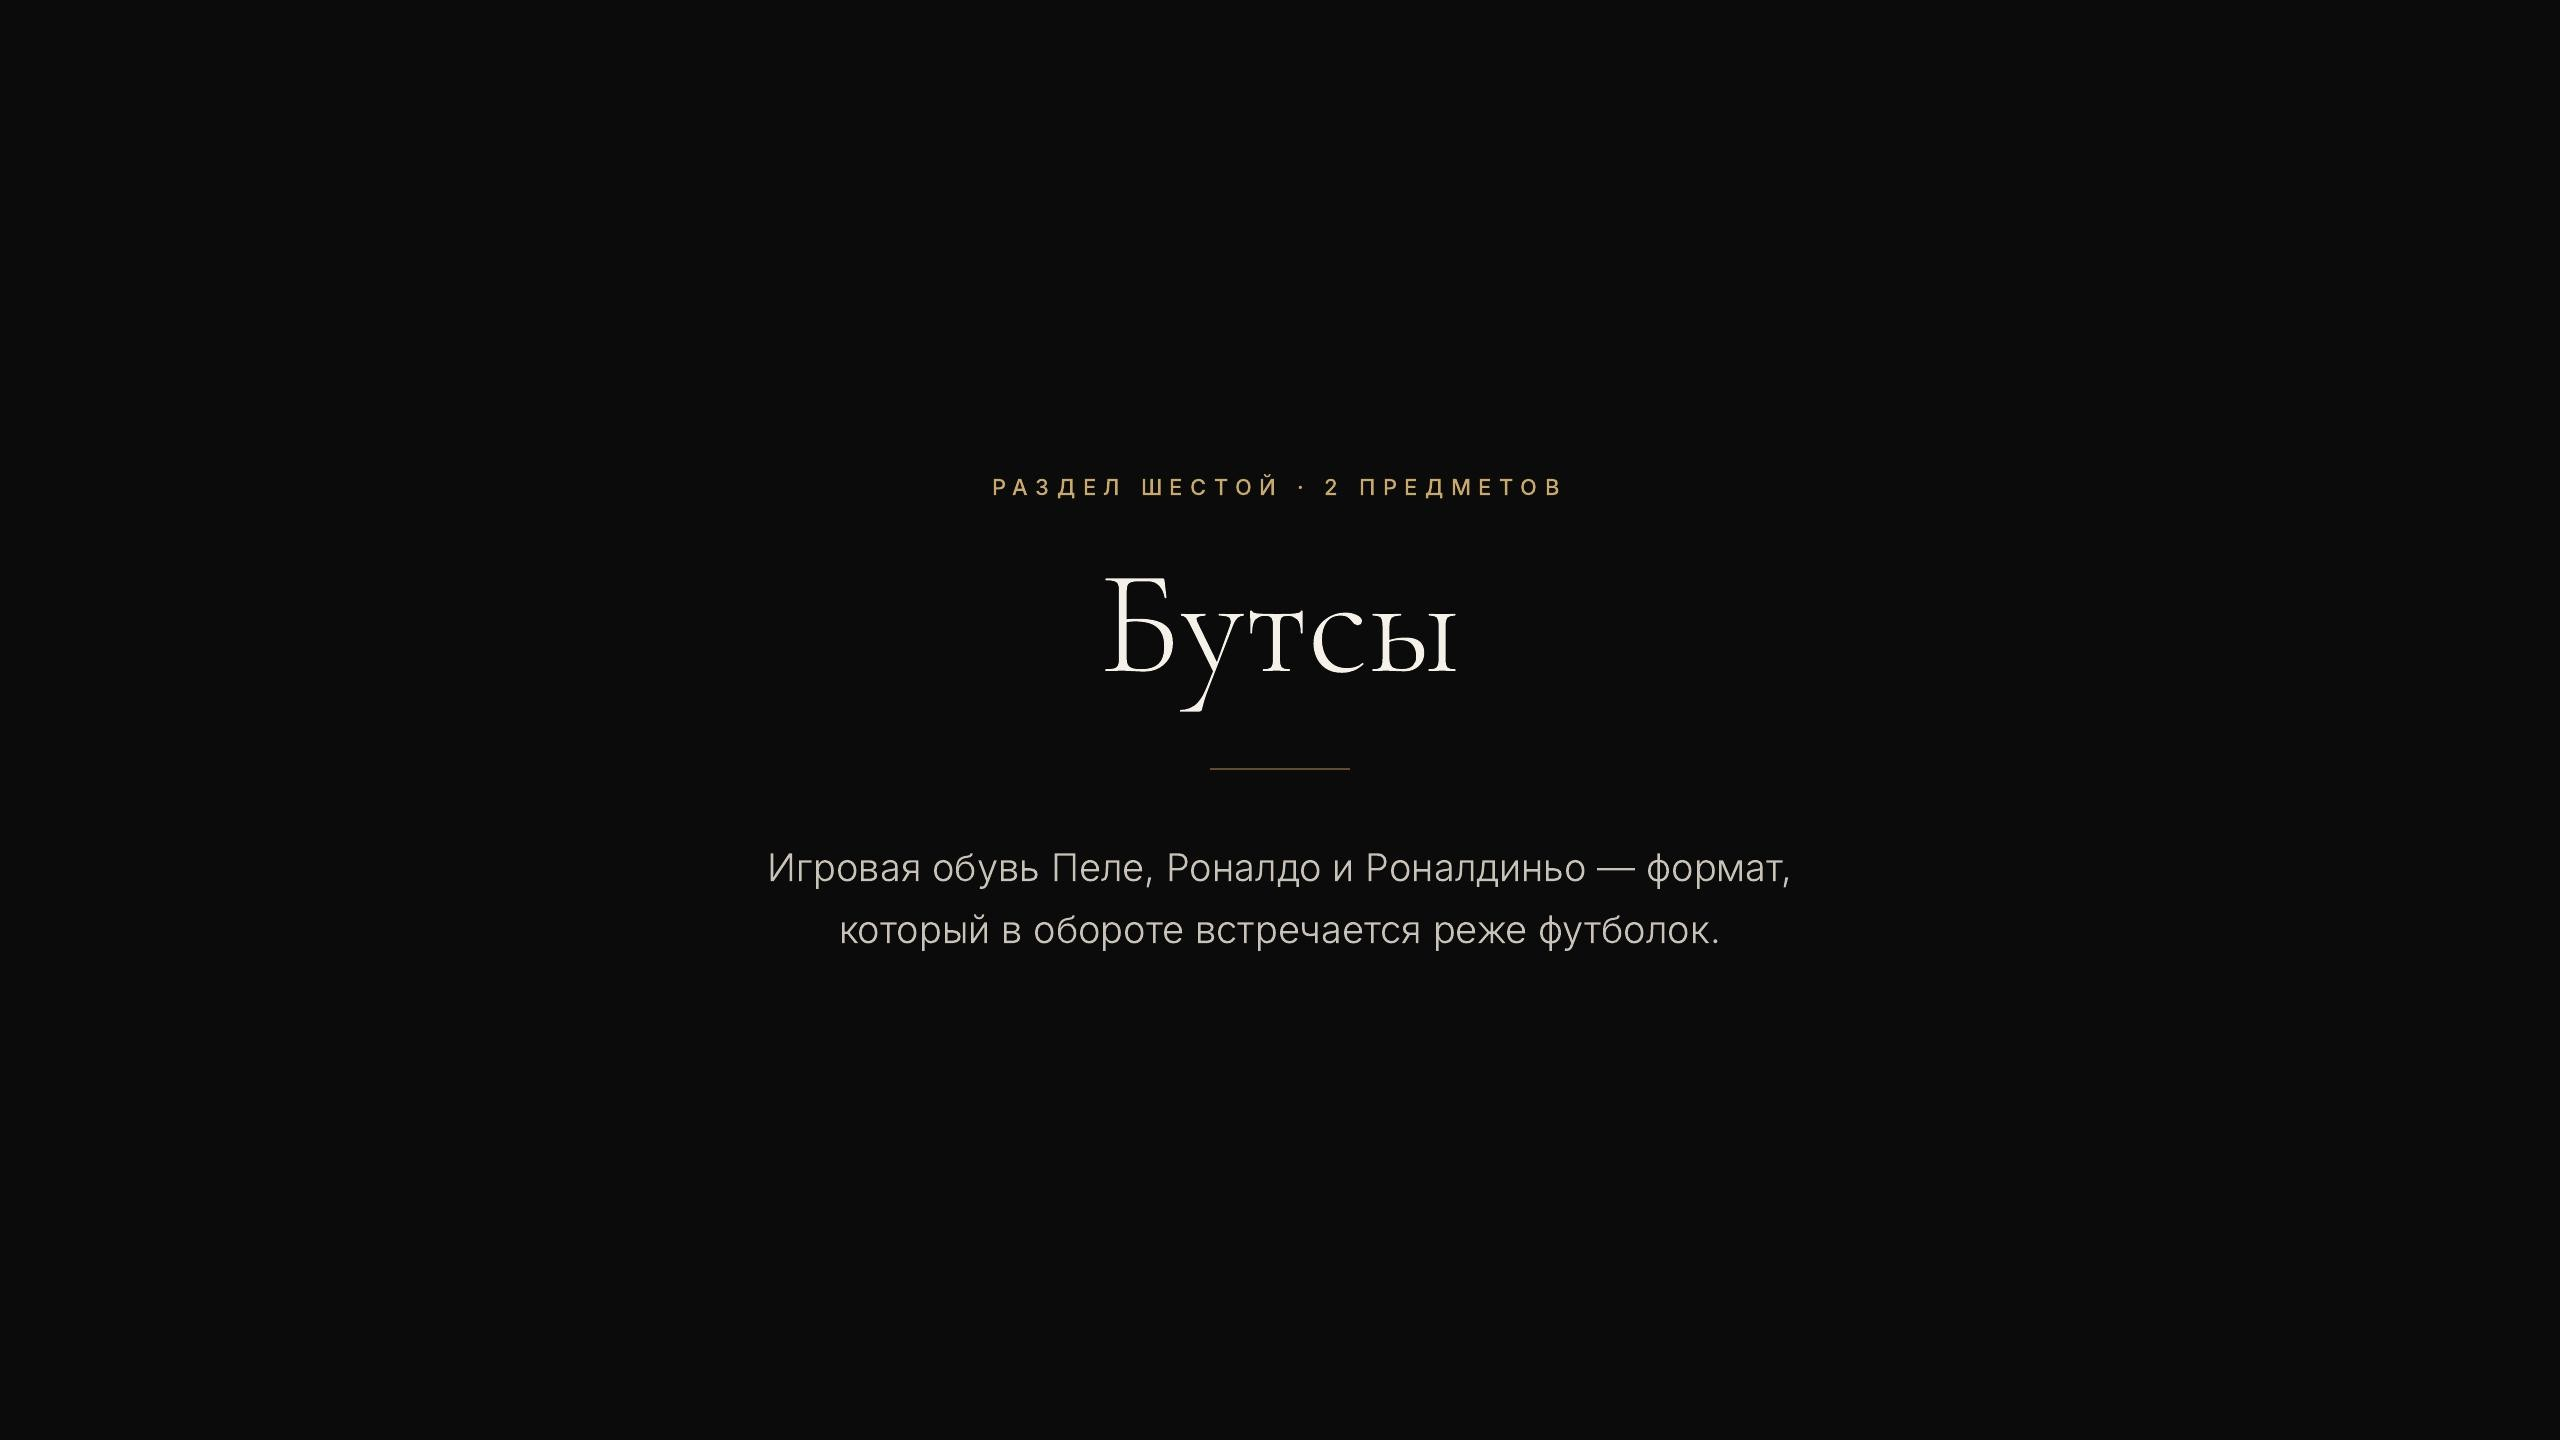 РАЗДЕЛ ШЕСТОЙ · 2 ПРЕДМЕТОВ
Бутсы
Игровая обувь Пеле, Роналдо и Роналдиньо — формат,
который в обороте встречается реже футболок.